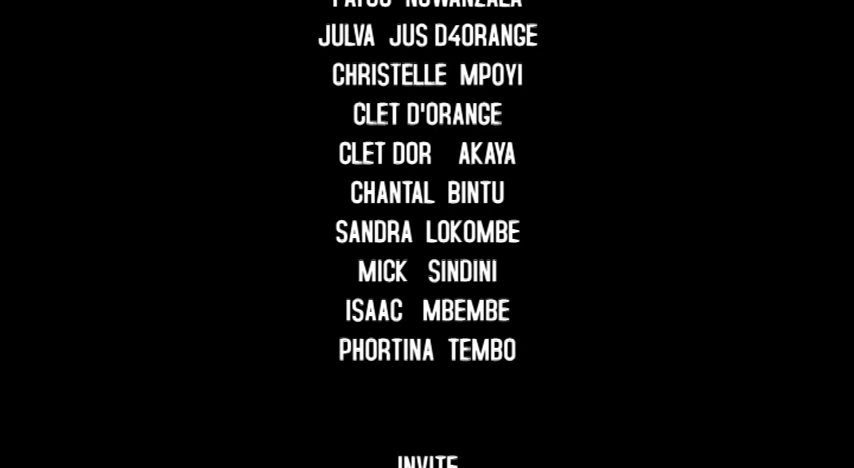 JULVA JUS D4ORANGE
CHRISTELLE MPOYI
CLET D'ORANGE
CLET DOR AKAYA
CHANTAL BINTU
SANDRA LOKOMBE
MICK SINDINI
ISAAC MBEMBE
PHORTINA TEMBO
INVITE